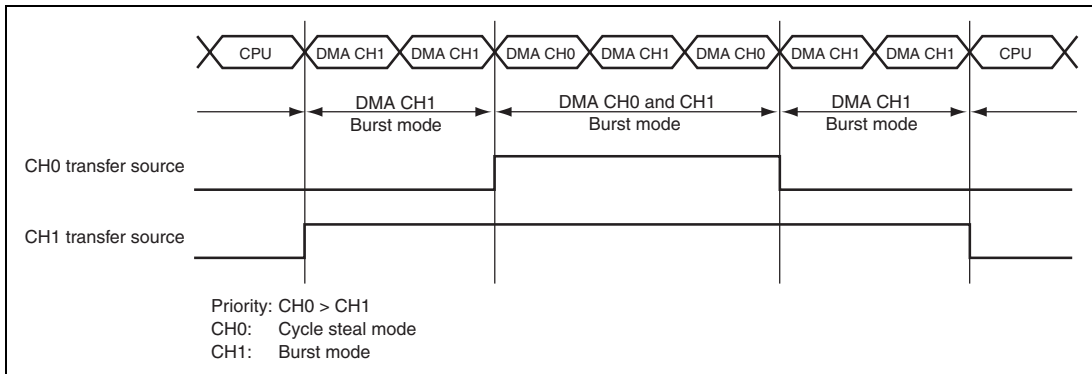 CPU DMA CH1 DMA CH1 DMA CH0 DMA CH1 DMA CH0 DMA CH1 DMA CH1 CPU
DMA CH1 DMA CH0 and CH1 DMA CH1
Burst mode Burst mode Burst mode
CH0 transfer source
CH1 transfer source
Priority: CH0 > CH1
CH0: Cycle steal mode
CH1: Burst mode